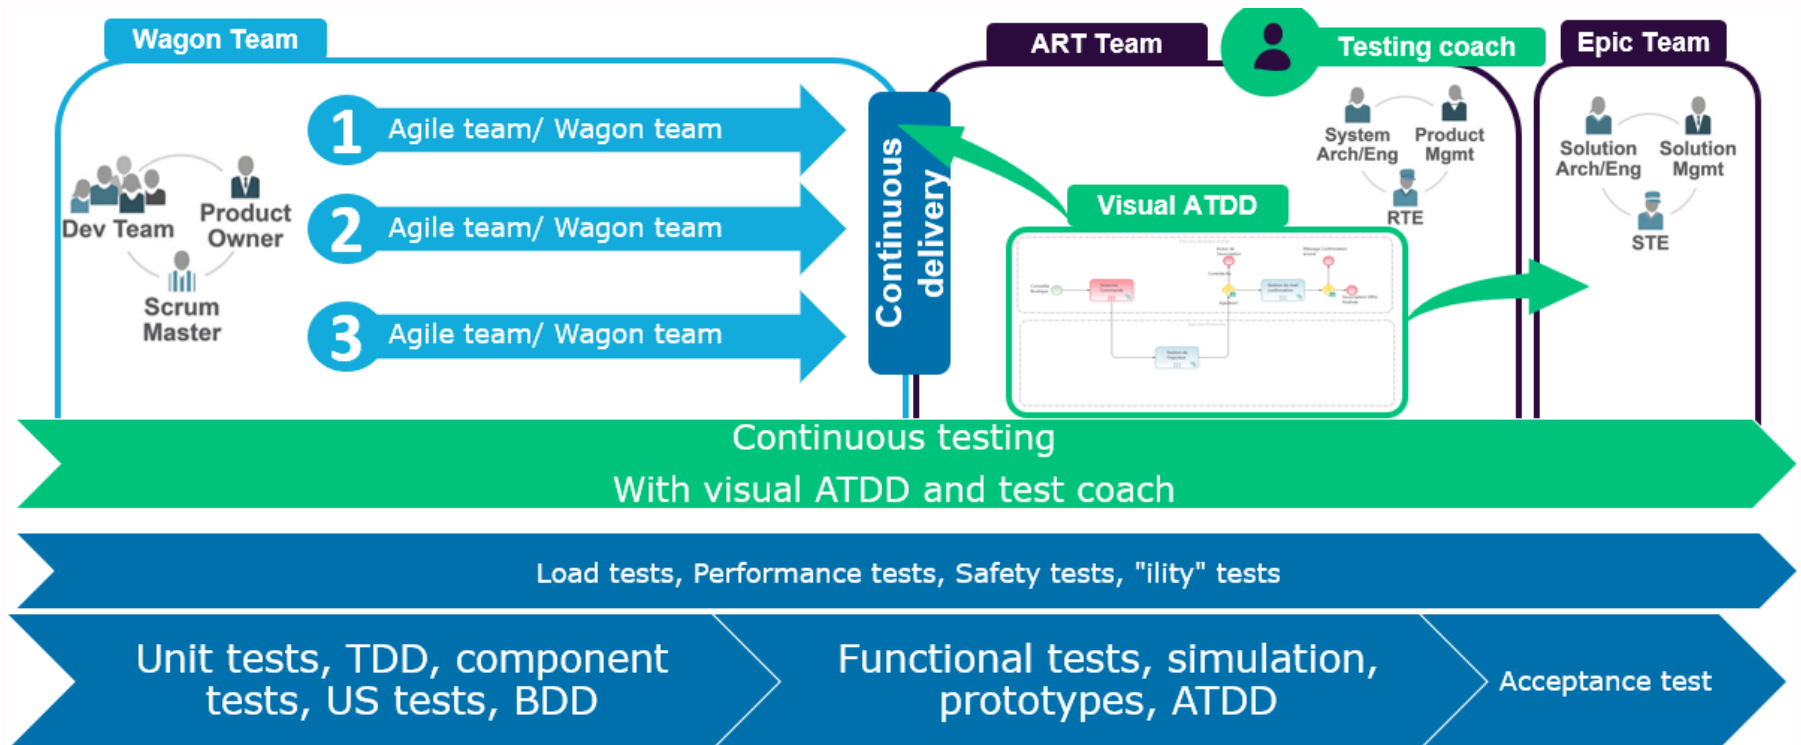 Wagon Team
ART Team
Testing coach
Epic Team
1
Agile team/ Wagon team
2
Agile team/ Wagon team
3
Agile team/ Wagon team
Dev Team
Product
Owner
Scrum
Master
Continuous
delivery
System
Arch/Eng
Product
Mgmt
RTE
Solution
Arch/Eng
Solution
Mgmt
STE
Visual ATDD
Continuous testing
With visual ATDD and test coach
Load tests, Performance tests, Safety tests, "ility" tests
Unit tests, TDD, component
tests, US tests, BDD
Functional tests, simulation,
prototypes, ATDD
Acceptance test